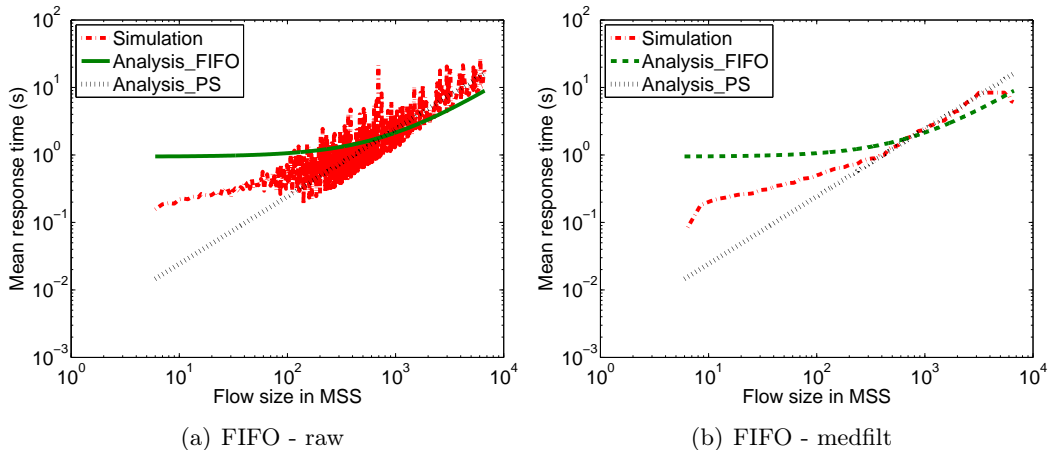 10^2
10^1
10^0
10^-1
10^-2
10^-3
Mean response time (s)
Simulation
Analysis_FIFO
Analysis_PS
10^0
10^1
10^2
10^3
10^4
Flow size in MSS
(a) FIFO - raw
10^2
10^1
10^0
10^-1
10^-2
10^-3
Mean response time (s)
Simulation
Analysis_FIFO
Analysis_PS
10^0
10^1
10^2
10^3
10^4
Flow size in MSS
(b) FIFO - medfilt